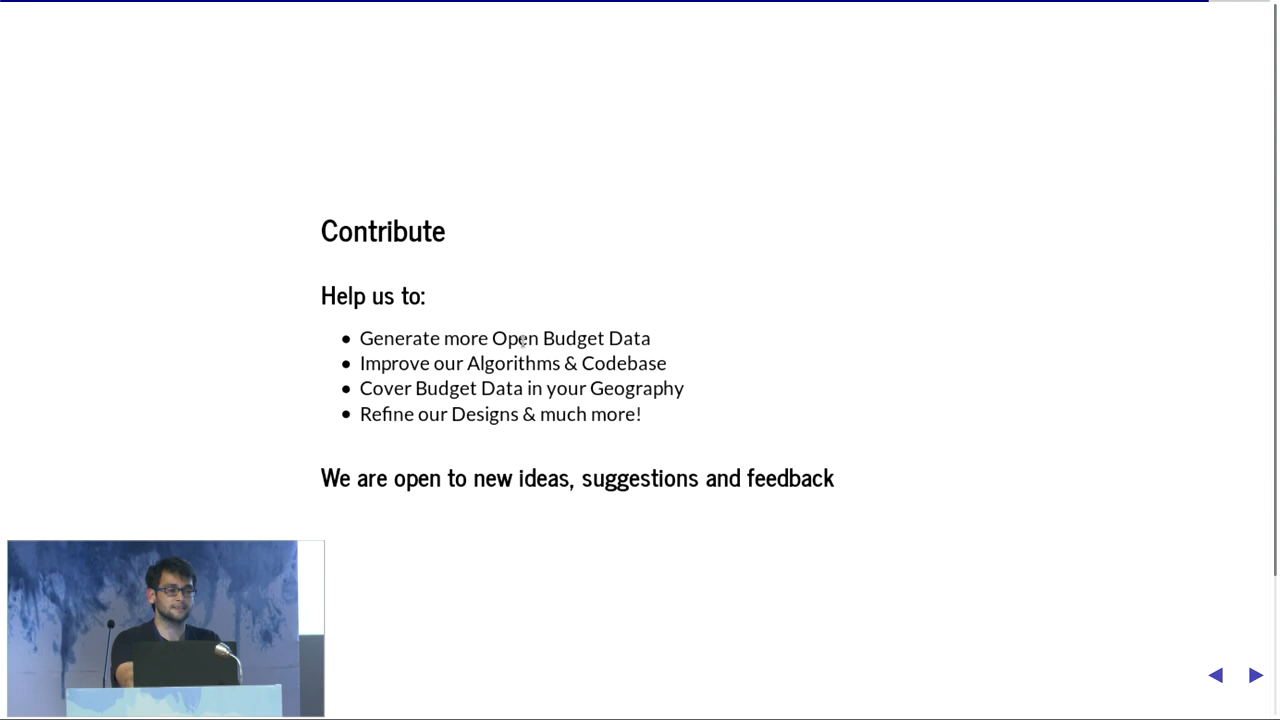 Contribute
Help us to:
Generate more Open Budget Data
Improve our Algorithms & Codebase
Cover Budget Data in your Geography
Refine our Designs & much more!
We are open to new ideas, suggestions and feedback